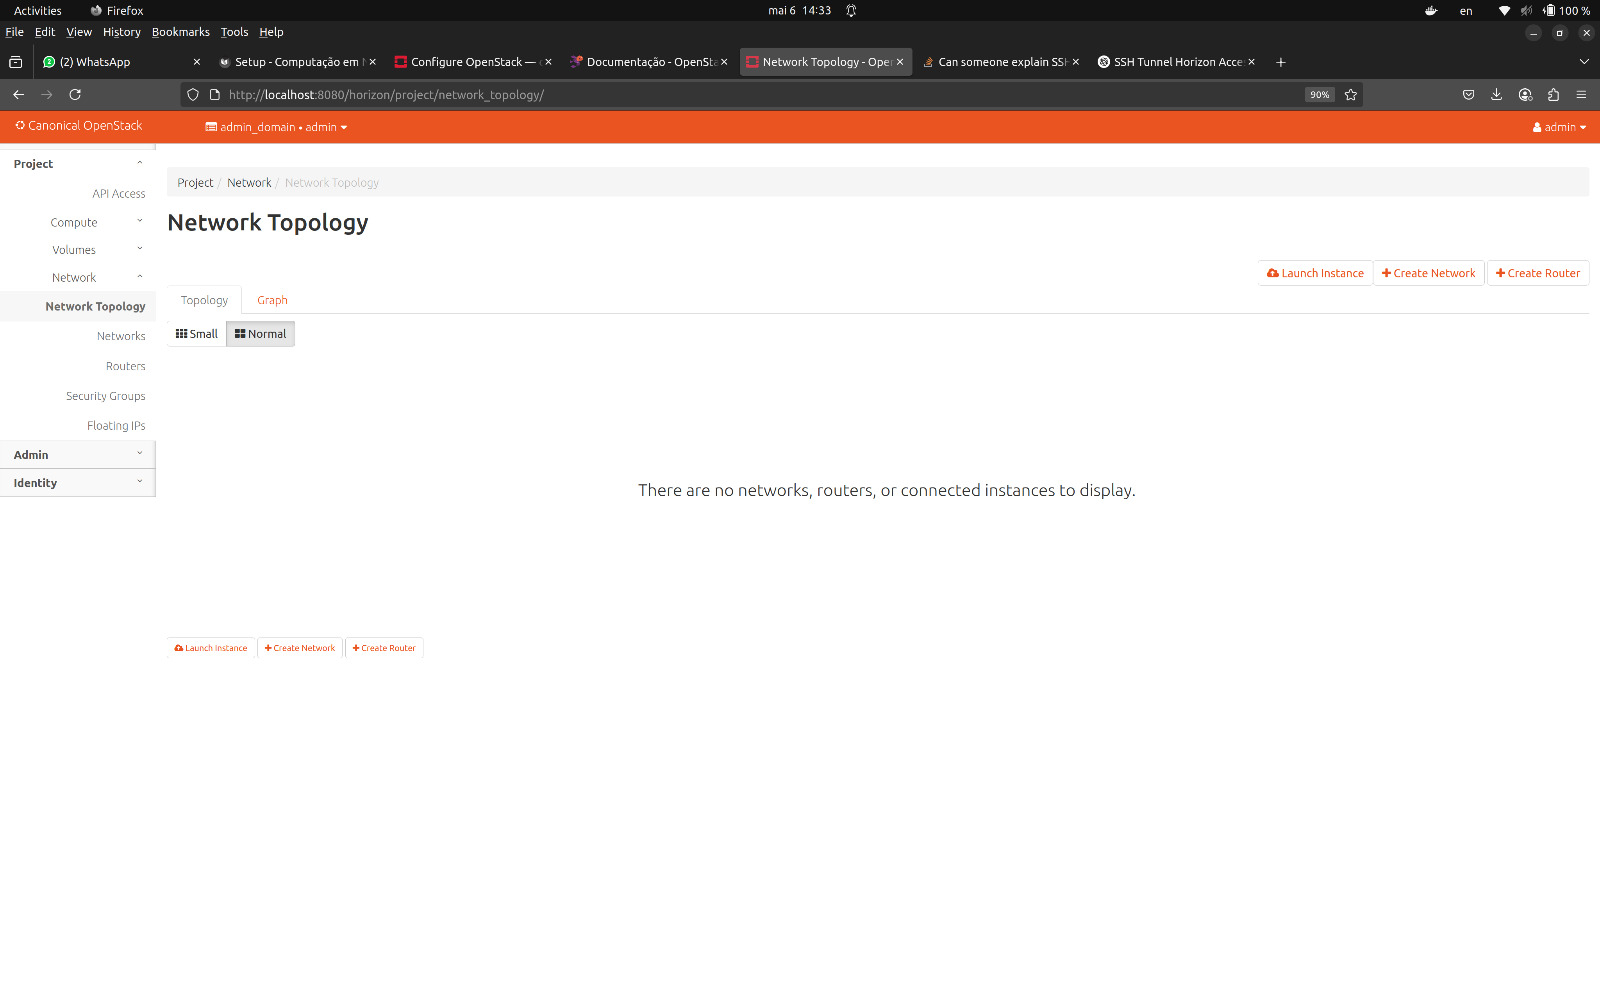 Activities Firefox mai 6 14:33 en 100 %
File Edit View History Bookmarks Tools Help
(2) WhatsApp Setup - Computação em Configure OpenStack — Documentação - OpenSta Network Topology - Open Can someone explain SSH SSH Tunnel Horizon Acce
http://localhost:8080/horizon/project/network_topology/ 90%
Canonical OpenStack admin_domain • admin admin
Project
API Access
Compute
Volumes
Network
Network Topology
Networks
Routers
Security Groups
Floating IPs
Admin
Identity
Project / Network / Network Topology
Network Topology
Launch Instance Create Network Create Router
Topology Graph
Small Normal
There are no networks, routers, or connected instances to display.
Launch Instance Create Network Create Router